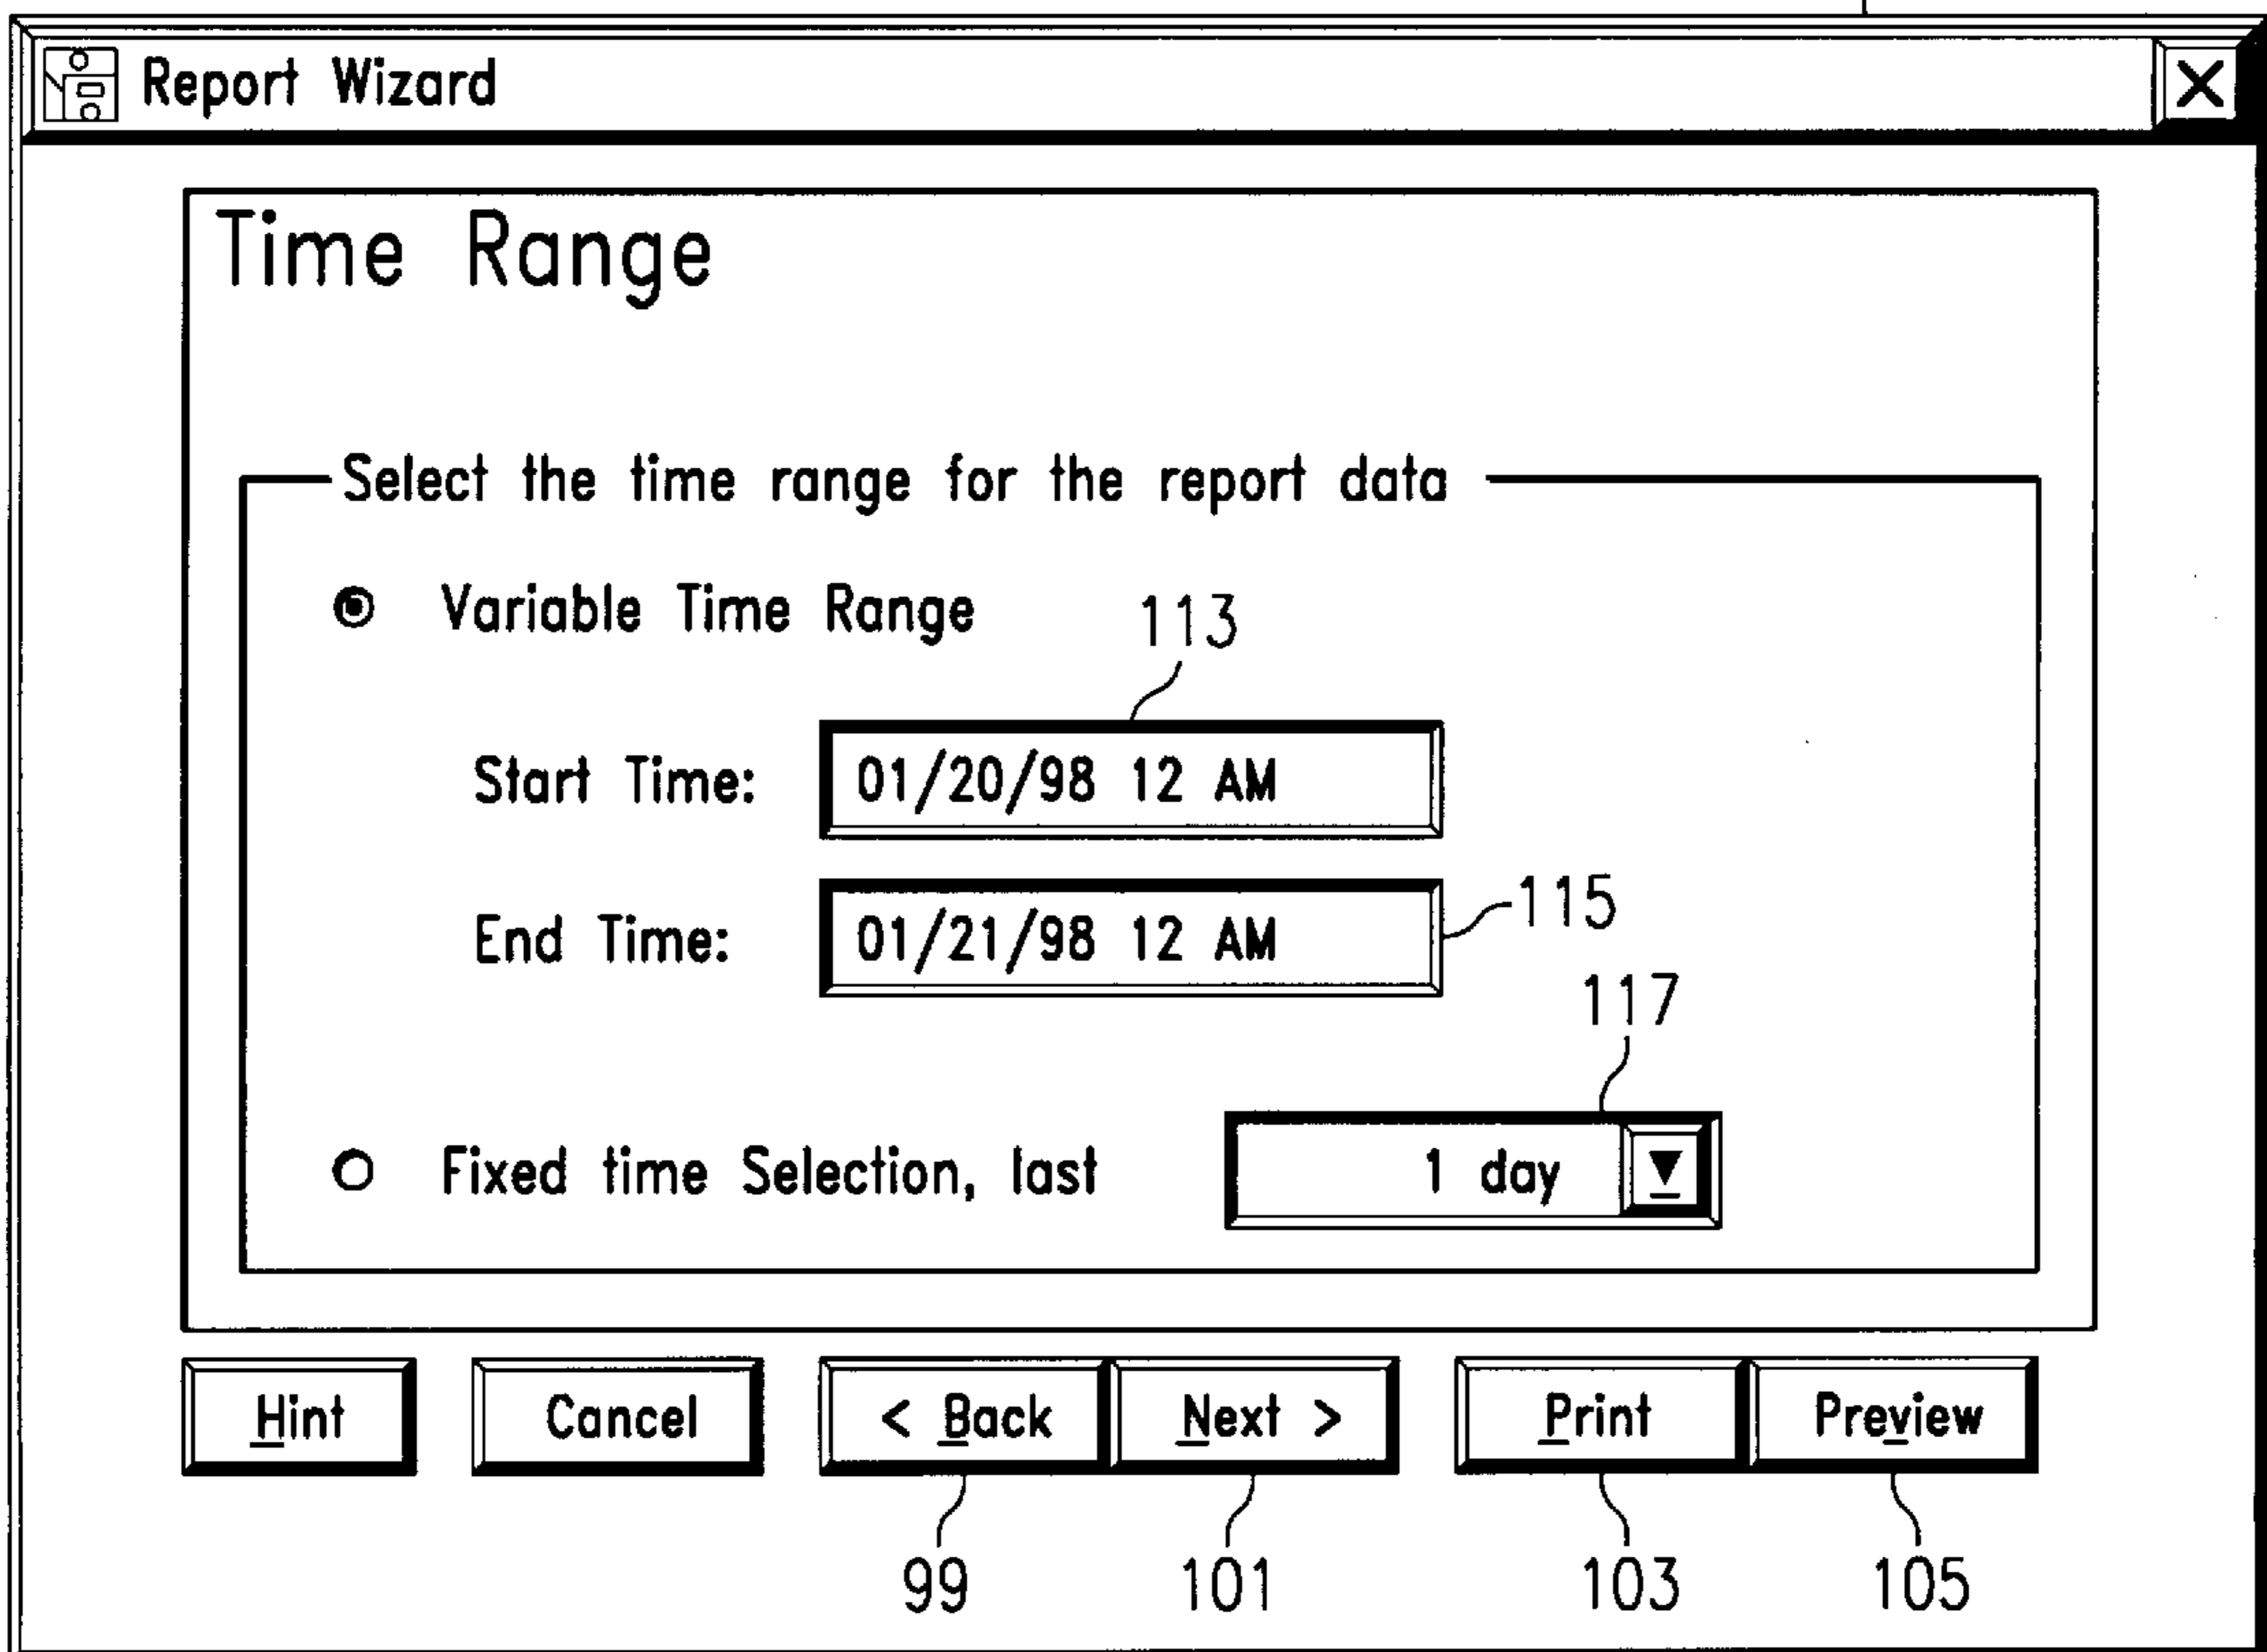 Report Wizard
Time Range
Select the time range for the report data
Variable Time Range
113
Start Time: 01/20/98 12 AM
End Time: 01/21/98 12 AM
115
117
Fixed time Selection, last 1 day
Hint Cancel < Back Next > Print Preview
99 101 103 105